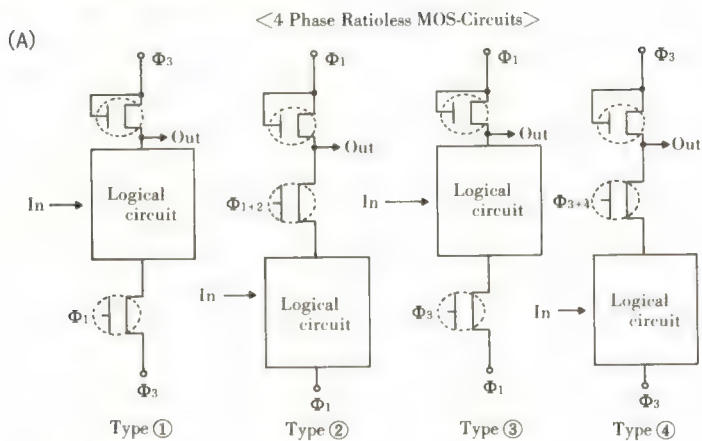 <4 Phase Ratioless MOS-Circuits>
(A)
Φ3
Φ1
Φ1
Φ3
Out
Out
Out
Out
In
Logical
circuit
Φ1+2
In
Logical
circuit
Φ3+4
Φ1
In
Logical
circuit
Φ3
In
Logical
circuit
Φ3
Φ1
Φ1
Φ3
Type ①
Type ②
Type ③
Type ④